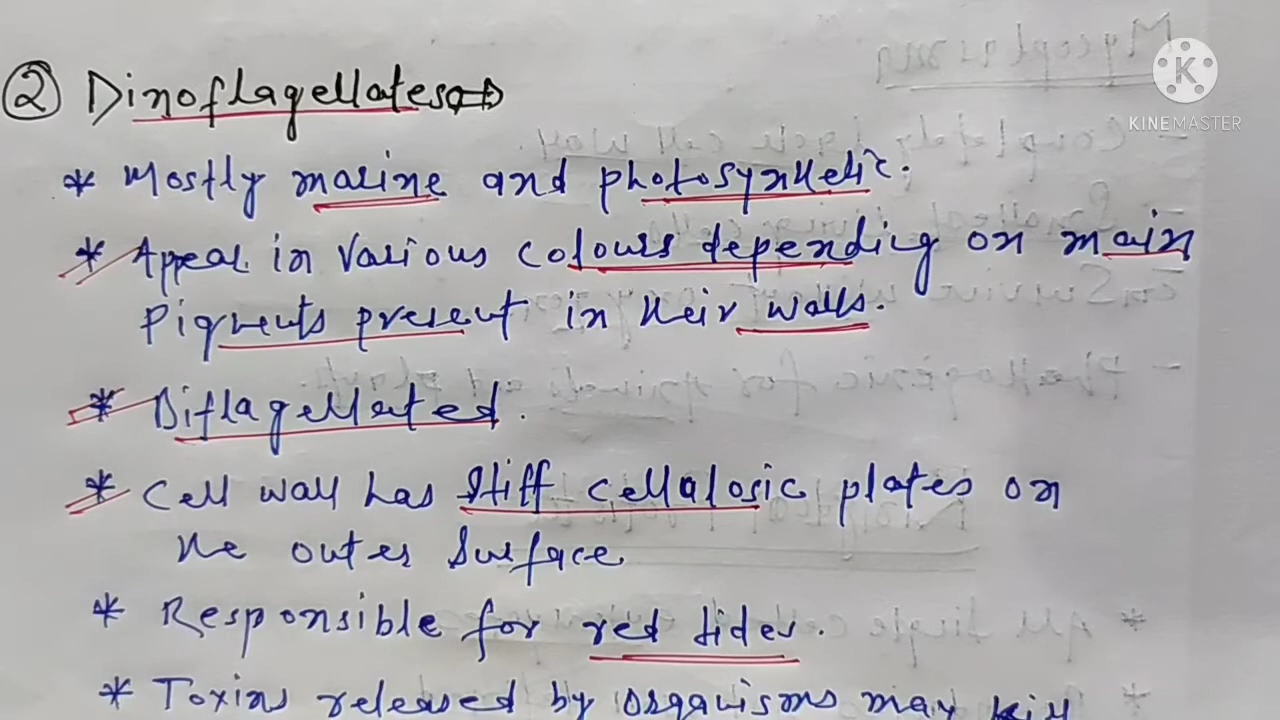 ② Dinoflagellates ⇒
K
KINEMASTER
* Mostly marine and photosynthetic.
* Appear in various colours depending on main
pigments present in their walls.
* Biflagellated.
* Cell wall has stiff cellulosic plates on
the outer surface
* Responsible for red tides.
* Toxins released by organisms may kill